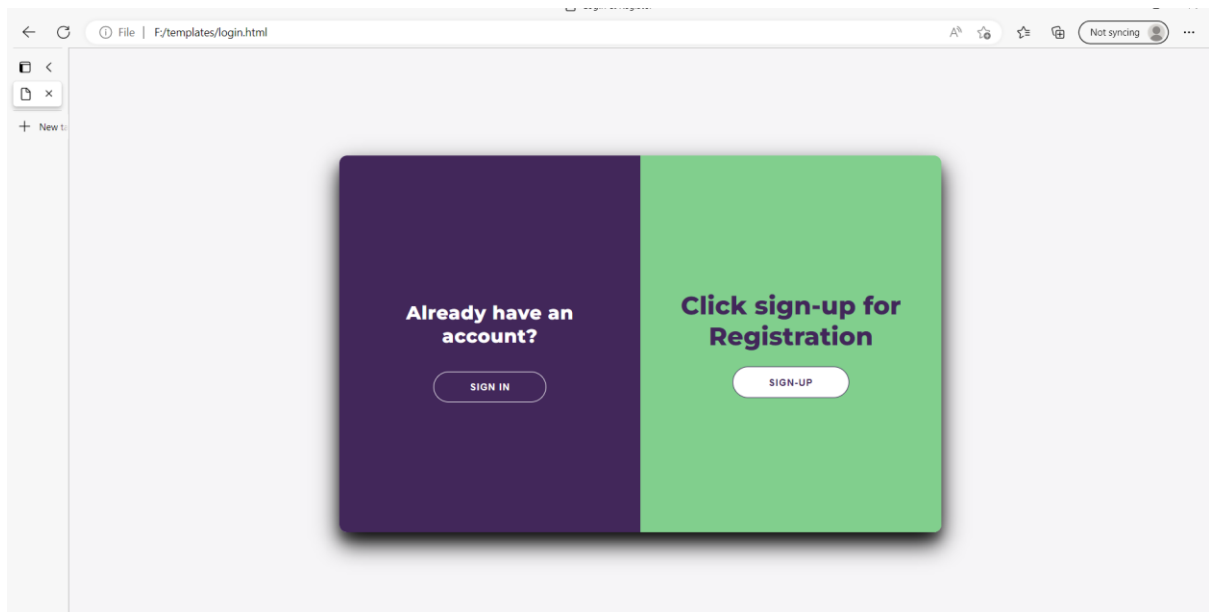 File | F:/templates/login.html
Not syncing
New
Already have an
account?
SIGN IN
Click sign-up for
Registration
SIGN-UP